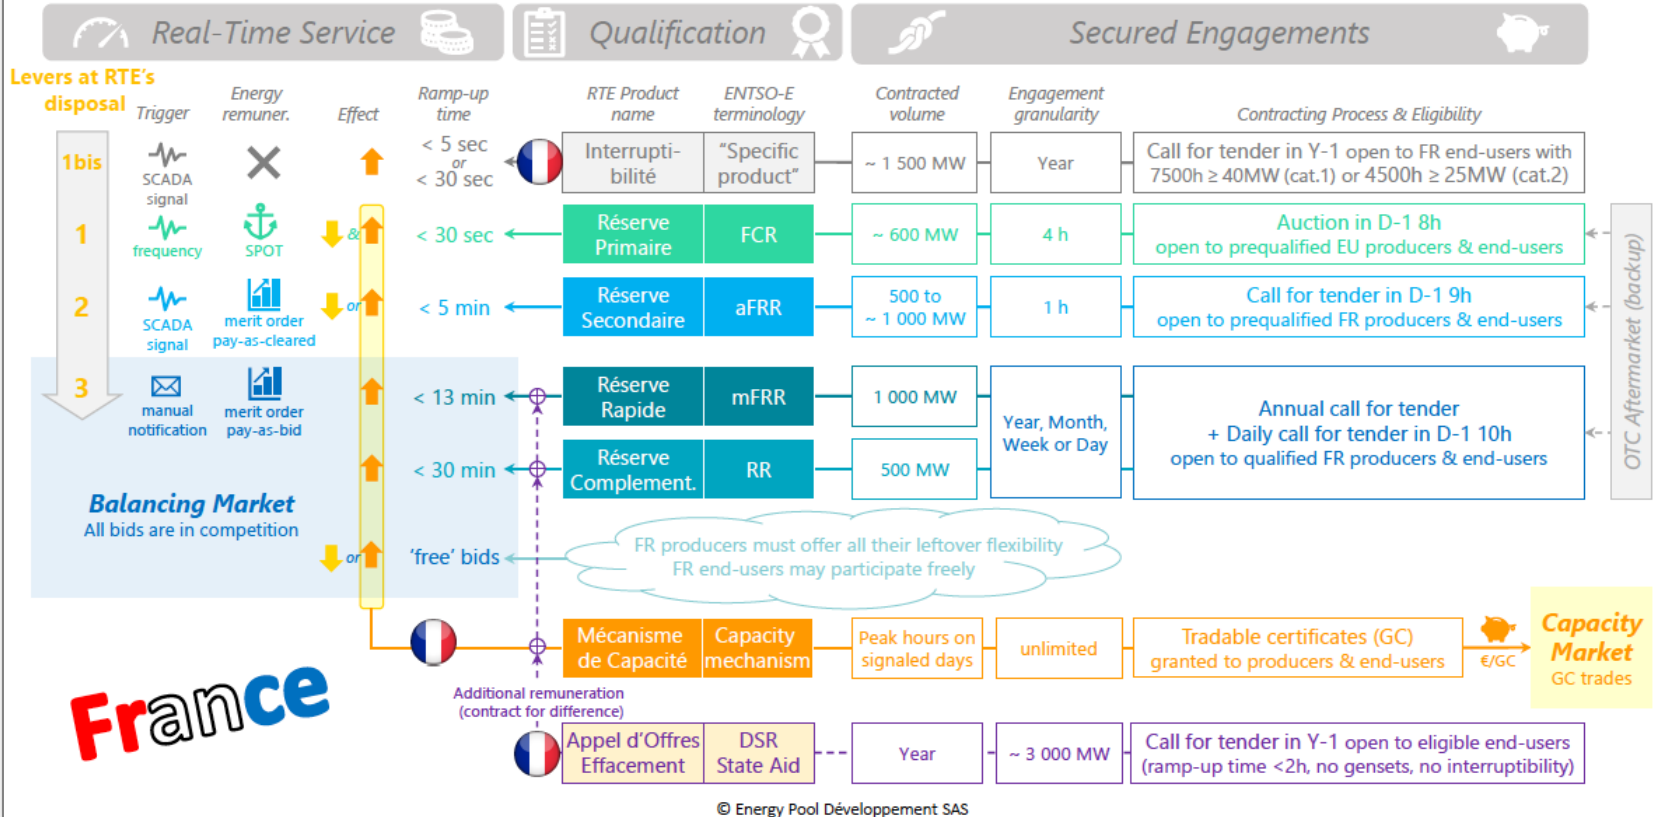 Real-Time Service
Qualification
Secured Engagements
Levers at RTE's
disposal
Trigger
Energy
remuner.
Effect
Ramp-up
time
RTE Product
name
ENTSO-E
terminology
Contracted
volume
Engagement
granularity
Contracting Process & Eligibility
1bis
SCADA
signal
< 5 sec
or
< 30 sec
Interrupti-
bilité
"Specific
product"
~ 1 500 MW
Year
Call for tender in Y-1 open to FR end-users with
7500h ≥ 40MW (cat.1) or 4500h ≥ 25MW (cat.2)
1
frequency
SPOT
&
< 30 sec
Réserve
Primaire
FCR
~ 600 MW
4 h
Auction in D-1 8h
open to prequalified EU producers & end-users
2
SCADA
signal
merit order
pay-as-cleared
or
< 5 min
Réserve
Secondaire
aFRR
500 to
~ 1 000 MW
1 h
Call for tender in D-1 9h
open to prequalified FR producers & end-users
3
manual
notification
merit order
pay-as-bid
< 13 min
Réserve
Rapide
mFRR
1 000 MW
Year, Month,
Week or Day
Annual call for tender
+ Daily call for tender in D-1 10h
open to qualified FR producers & end-users
OTC Aftermarket (backup)
< 30 min
Réserve
Complement.
RR
500 MW
Balancing Market
All bids are in competition
or
'free' bids
FR producers must offer all their leftover flexibility
FR end-users may participate freely
Mécanisme
de Capacité
Capacity
mechanism
Peak hours on
signaled days
unlimited
Tradable certificates (GC)
granted to producers & end-users
€/GC
Capacity
Market
GC trades
France
Additional remuneration
(contract for difference)
Appel d'Offres
Effacement
DSR
State Aid
Year
~ 3 000 MW
Call for tender in Y-1 open to eligible end-users
(ramp-up time <2h, no gensets, no interruptibility)
© Energy Pool Développement SAS